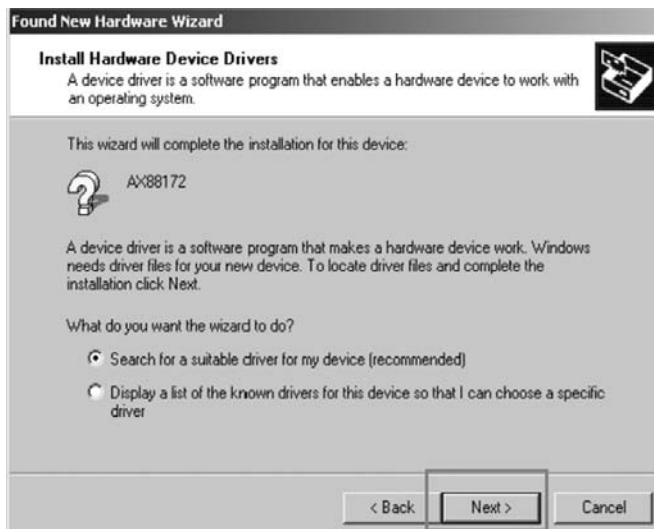 Found New Hardware Wizard
Install Hardware Device Drivers
A device driver is a software program that enables a hardware device to work with
an operating system.
This wizard will complete the installation for this device:
AX88172
A device driver is a software program that makes a hardware device work. Windows
needs driver files for your new device. To locate driver files and complete the
installation click Next.
What do you want the wizard to do?
Search for a suitable driver for my device (recommended)
Display a list of the known drivers for this device so that I can choose a specific
driver
< Back Next > Cancel